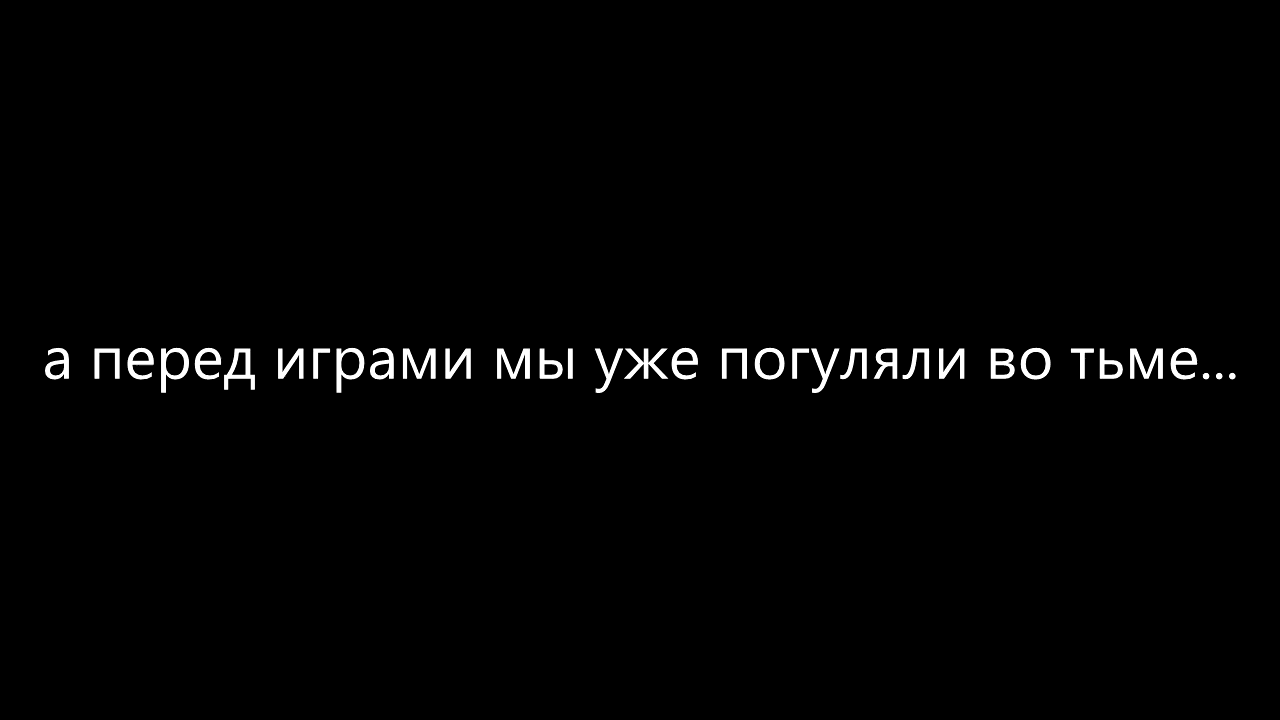 а перед играми мы уже погуляли во тьме...